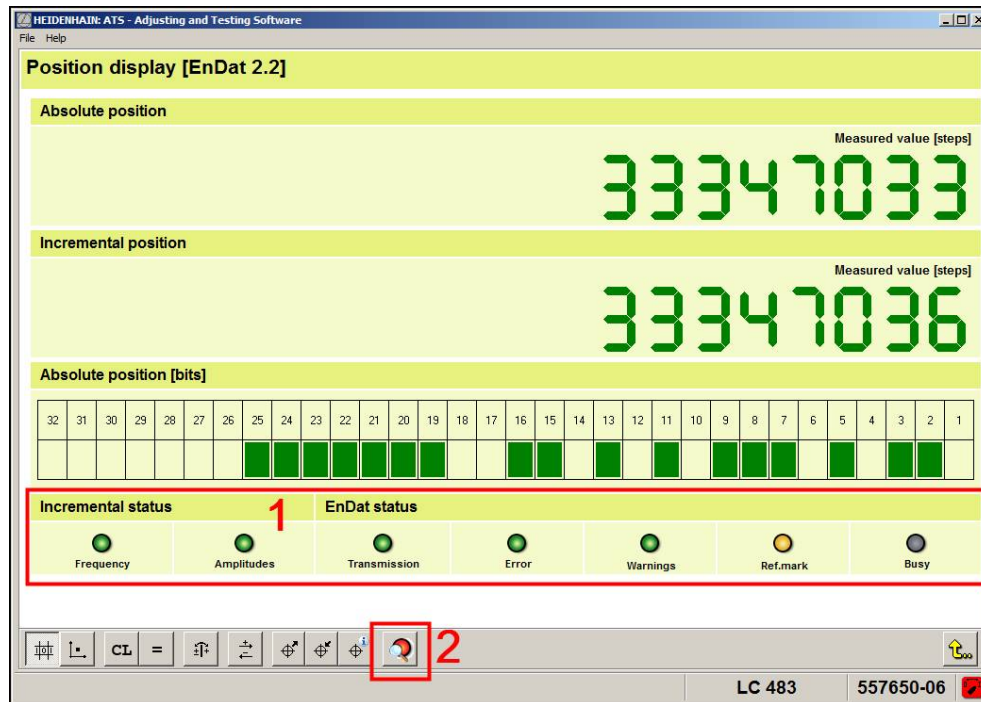 HEIDENHAIN: ATS - Adjusting and Testing Software
File Help
Position display [EnDat 2.2]
Absolute position
Measured value [steps]
33347033
Incremental position
Measured value [steps]
33347036
Absolute position [bits]
32 31 30 29 28 27 26 25 24 23 22 21 20 19 18 17 16 15 14 13 12 11 10 9 8 7 6 5 4 3 2 1
Incremental status 1 EnDat status
Frequency Amplitudes Transmission Error Warnings Ref.mark Busy
CL = 2
LC 483 557650-06